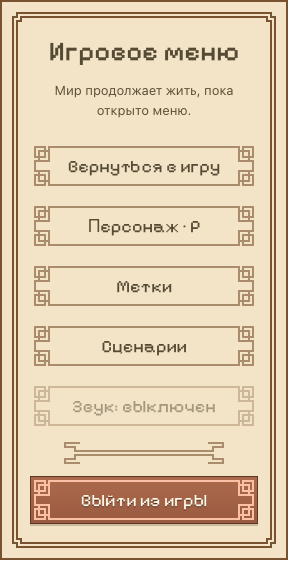 Игровое меню
Мир продолжает жить, пока
открыто меню.
Вернуться в игру
Персонаж · P
Метки
Сценарии
Звук: выключен
Выйти из игры